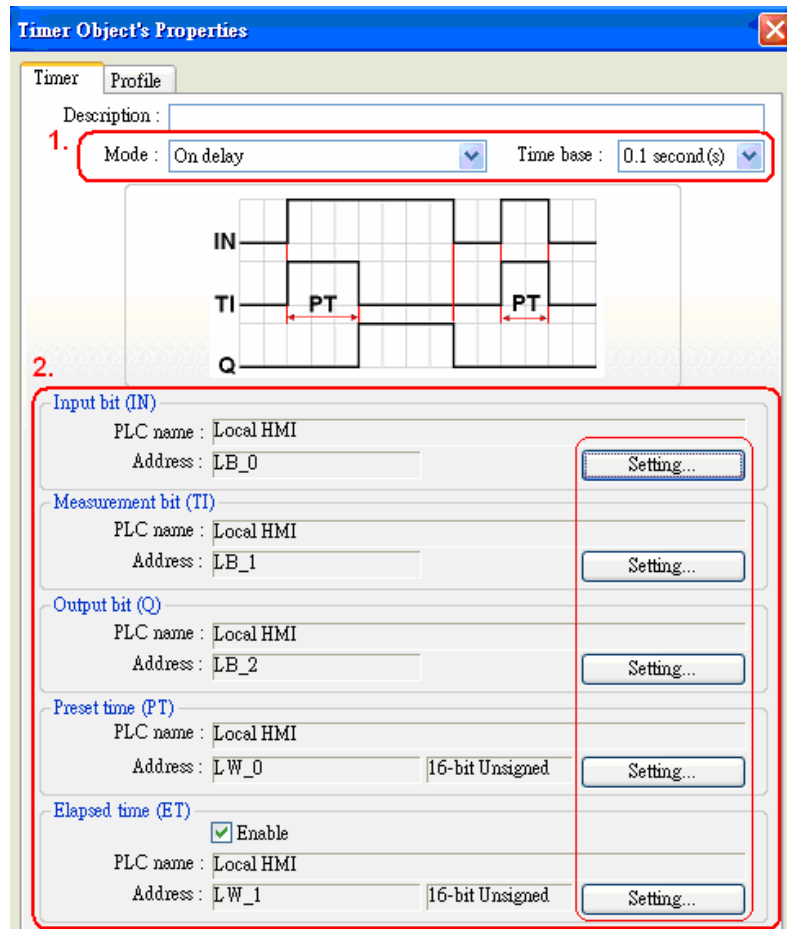 Timer Object's Properties
Timer Profile
Description :
1.
Mode : On delay Time base : 0.1 second(s)
IN
TI PT PT
Q
2.
Input bit (IN)
PLC name : Local HMI
Address : LB_0 Setting...
Measurement bit (TI)
PLC name : Local HMI
Address : LB_1 Setting...
Output bit (Q)
PLC name : Local HMI
Address : LB_2 Setting...
Preset time (PT)
PLC name : Local HMI
Address : LW_0 16-bit Unsigned Setting...
Elapsed time (ET)
Enable
PLC name : Local HMI
Address : LW_1 16-bit Unsigned Setting...